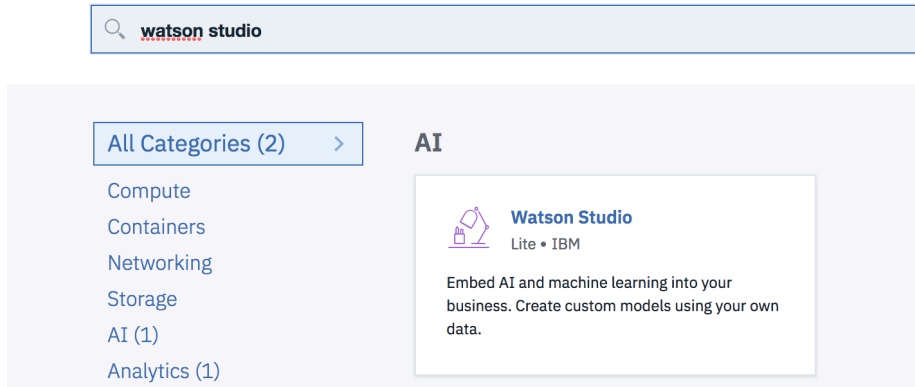 watson studio
All Categories (2)
Compute
Containers
Networking
Storage
AI (1)
Analytics (1)
AI
Watson Studio
Lite • IBM
Embed AI and machine learning into your
business. Create custom models using your own
data.